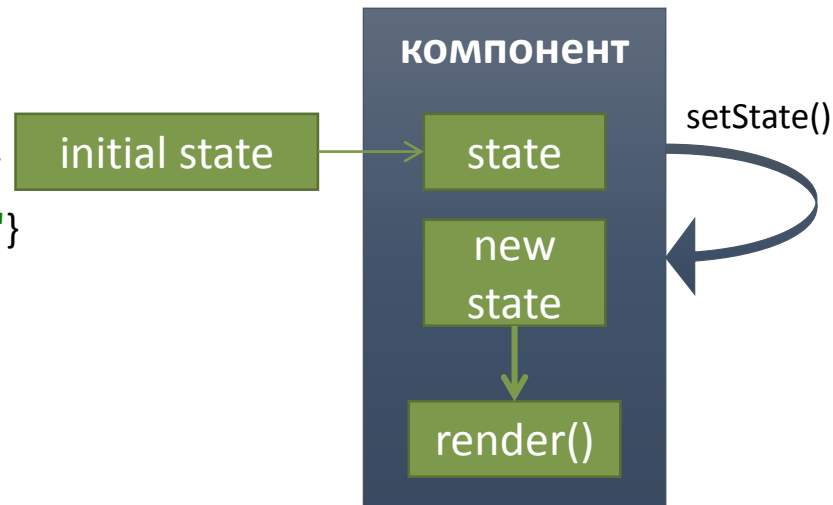 компонент
setState()
initial state
state
"}
new
state
render()